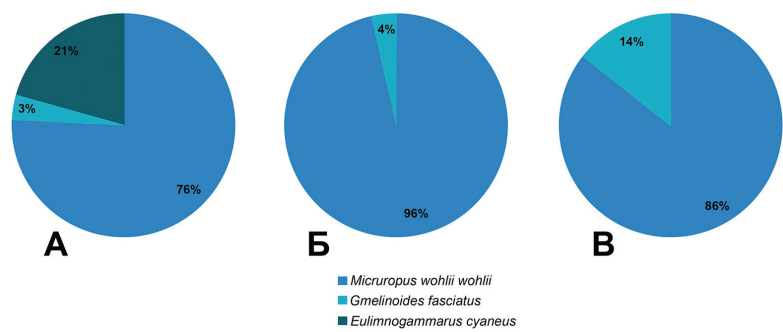 21%
3%
76%
А
4%
96%
Б
14%
86%
В
Micruropus wohlii wohlii
Gmelinoides fasciatus
Eulimnogammarus cyaneus